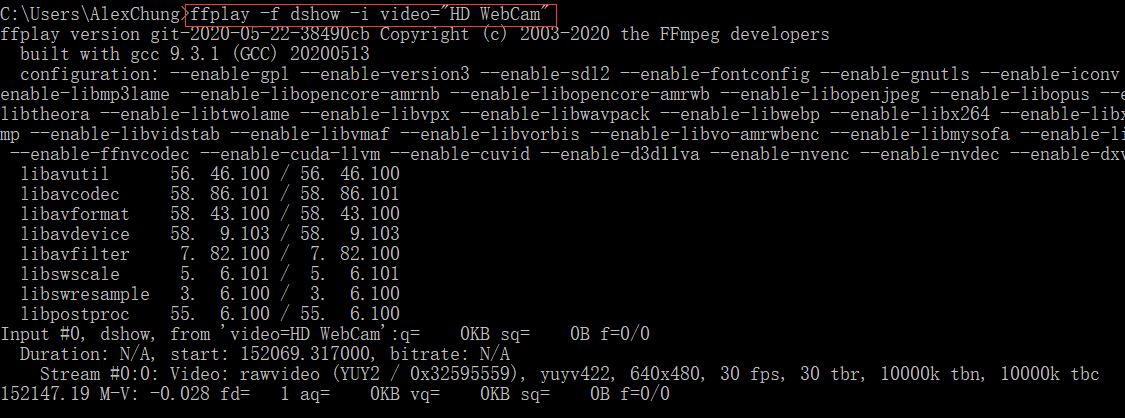 C:\Users\AlexChung>ffplay -f dshow -i video="HD WebCam"
ffplay version git-2020-05-22-38490cb Copyright (c) 2003-2020 the FFmpeg developers
  built with gcc 9.3.1 (GCC) 20200513
  configuration: --enable-gpl --enable-version3 --enable-sdl2 --enable-fontconfig --enable-gnutls --enable-iconv
enable-libmp3lame --enable-libopencore-amrnb --enable-libopencore-amrwb --enable-libopenjpeg --enable-libopus --e
libtheora --enable-libtwolame --enable-libvpx --enable-libwavpack --enable-libwebp --enable-libx264 --enable-libx
mp --enable-libvidstab --enable-libvmaf --enable-libvorbis --enable-libvo-amrwbenc --enable-libmysofa --enable-li
 --enable-ffnvcodec --enable-cuda-llvm --enable-cuvid --enable-d3d11va --enable-nvenc --enable-nvdec --enable-dxv
  libavutil      56. 46.100 / 56. 46.100
  libavcodec     58. 86.101 / 58. 86.101
  libavformat    58. 43.100 / 58. 43.100
  libavdevice    58.  9.103 / 58.  9.103
  libavfilter     7. 82.100 /  7. 82.100
  libswscale      5.  6.101 /  5.  6.101
  libswresample   3.  6.100 /  3.  6.100
  libpostproc    55.  6.100 / 55.  6.100
Input #0, dshow, from 'video=HD WebCam':q=    0KB sq=    0B f=0/0
  Duration: N/A, start: 152069.317000, bitrate: N/A
    Stream #0:0: Video: rawvideo (YUY2 / 0x32595559), yuyv422, 640x480, 30 fps, 30 tbr, 10000k tbn, 10000k tbc
152147.19 M-V: -0.028 fd=   1 aq=    0KB vq=    0KB sq=    0B f=0/0